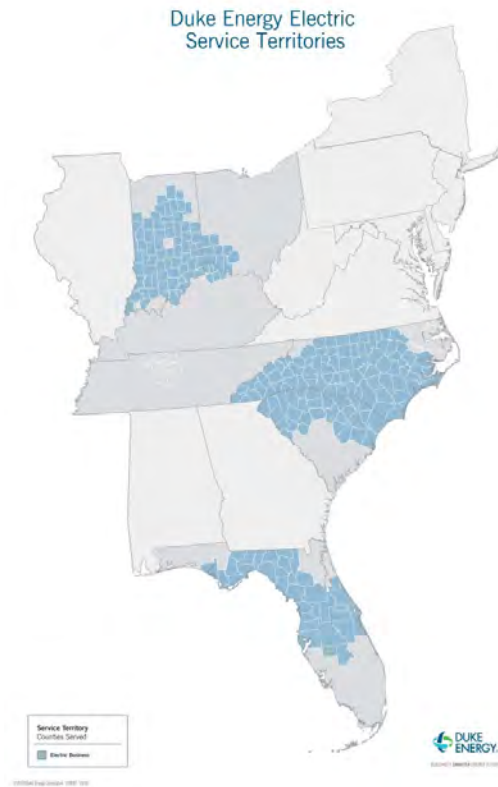 Duke Energy Electric
Service Territories
Service Territory
Counties Served
Electric Business
DUKE
ENERGY